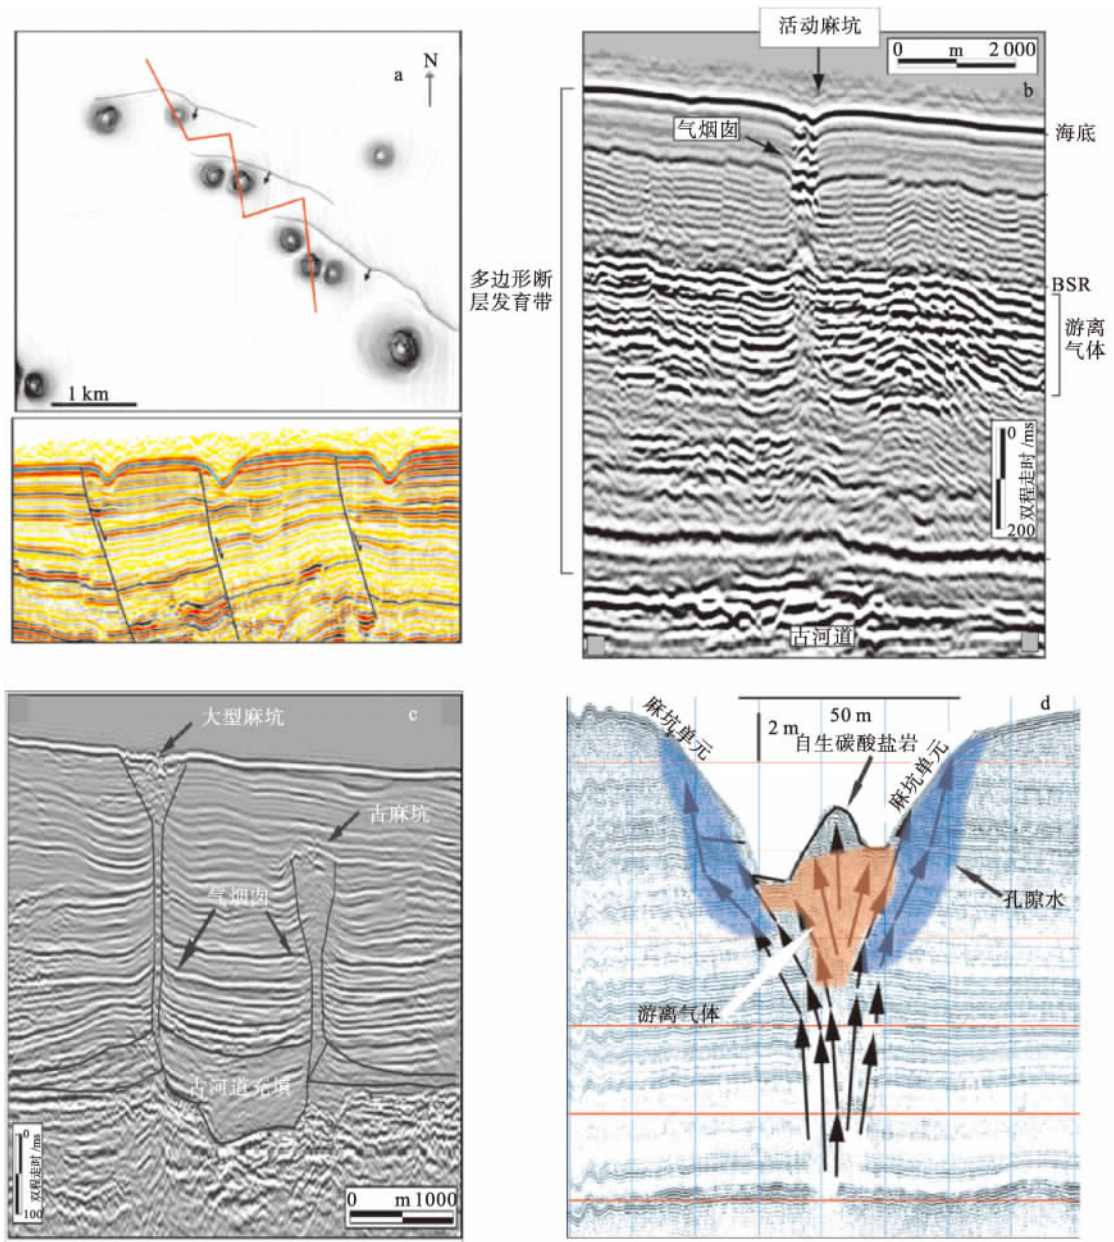 a
N
1 km
活动麻坑
0 m 2 000
b
气烟囱
海底
多边形断
层发育带
BSR
游离
气体
0
双程走时/ms
200
古河道
大型麻坑
c
古麻坑
气烟囱
古河道充填
0
双程走时/ms
100
0 m 1000
d
50 m
2 m
自生碳酸盐岩
麻坑单元
麻坑单元
孔隙水
游离气体